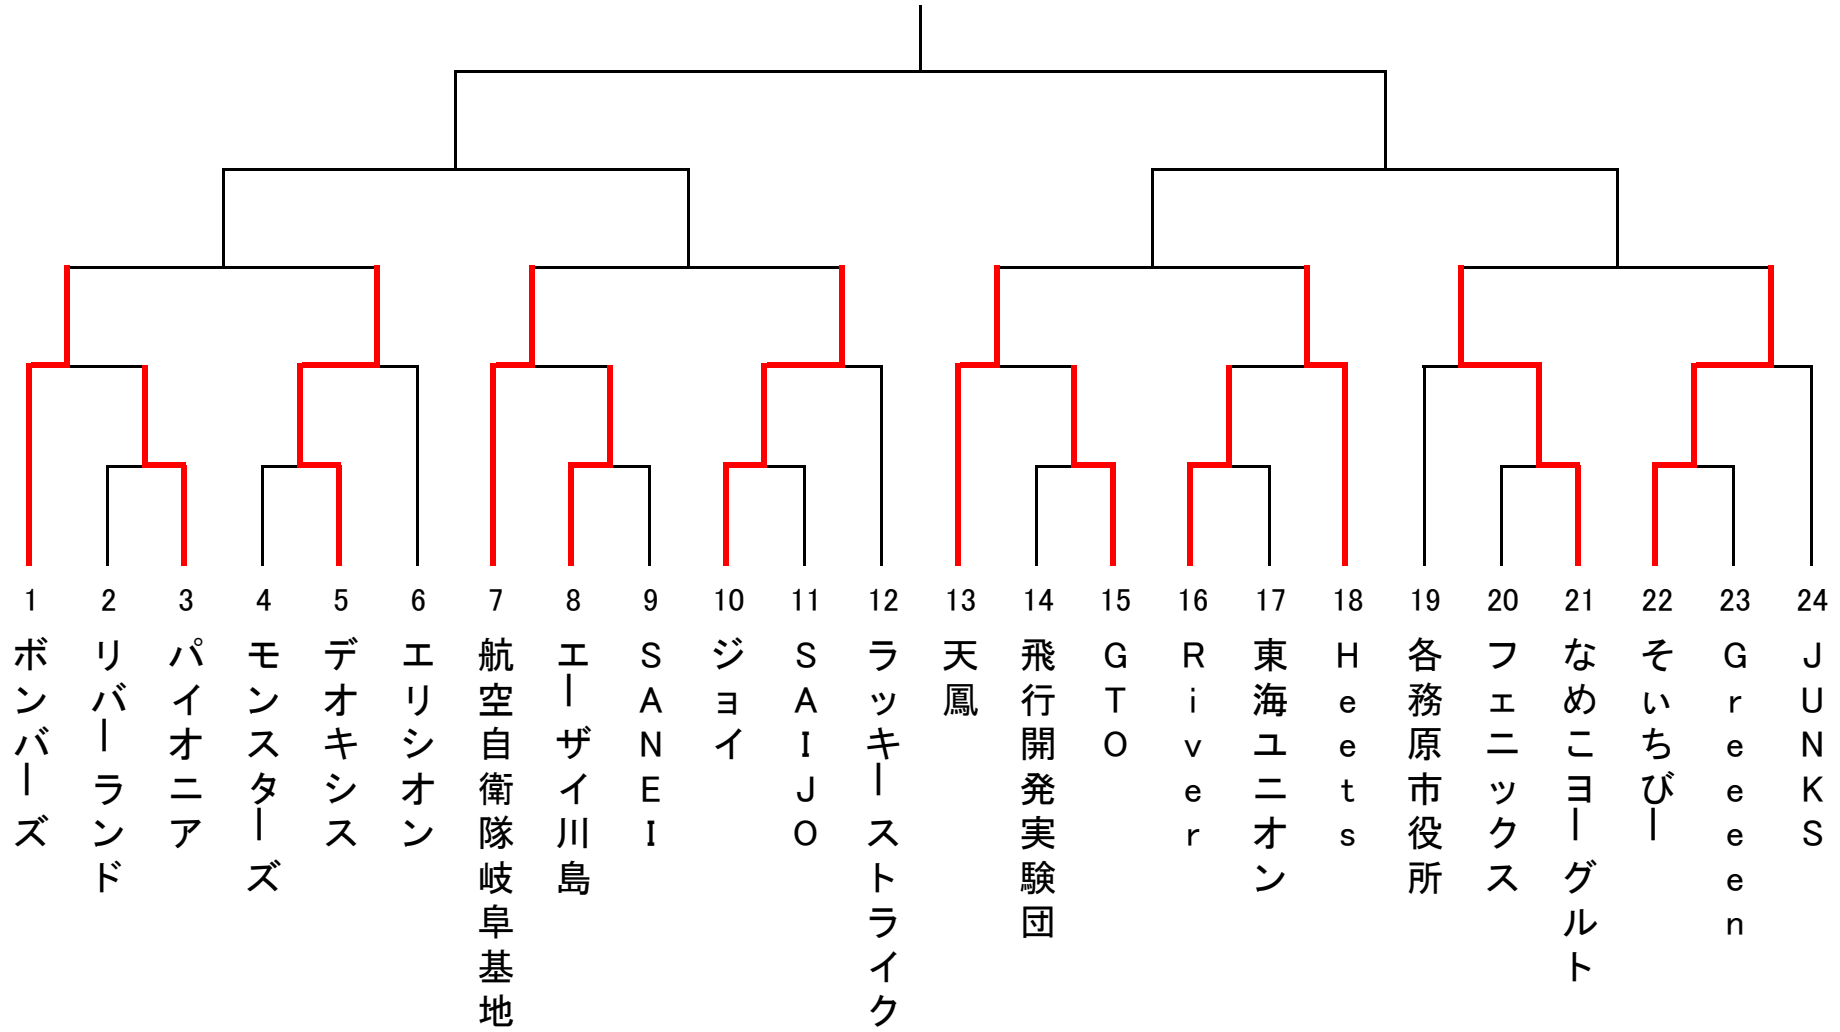 1 ボンバーズ
2 リバーランド
3 パイオニア
4 モンスターズ
5 デオキシス
6 エリシオン
7 航空自衛隊岐阜基地
8 エーザイ川島
9 SANEI
10 ジョイ
11 SAIJO
12 ラッキーストライク
13 天鳳
14 飛行開発実験団
15 GTO
16 River
17 東海ユニオン
18 Heets
19 各務原市役所
20 フェニックス
21 なめこヨーグルト
22 そぃちびー
23 Greeen
24 JUNKS